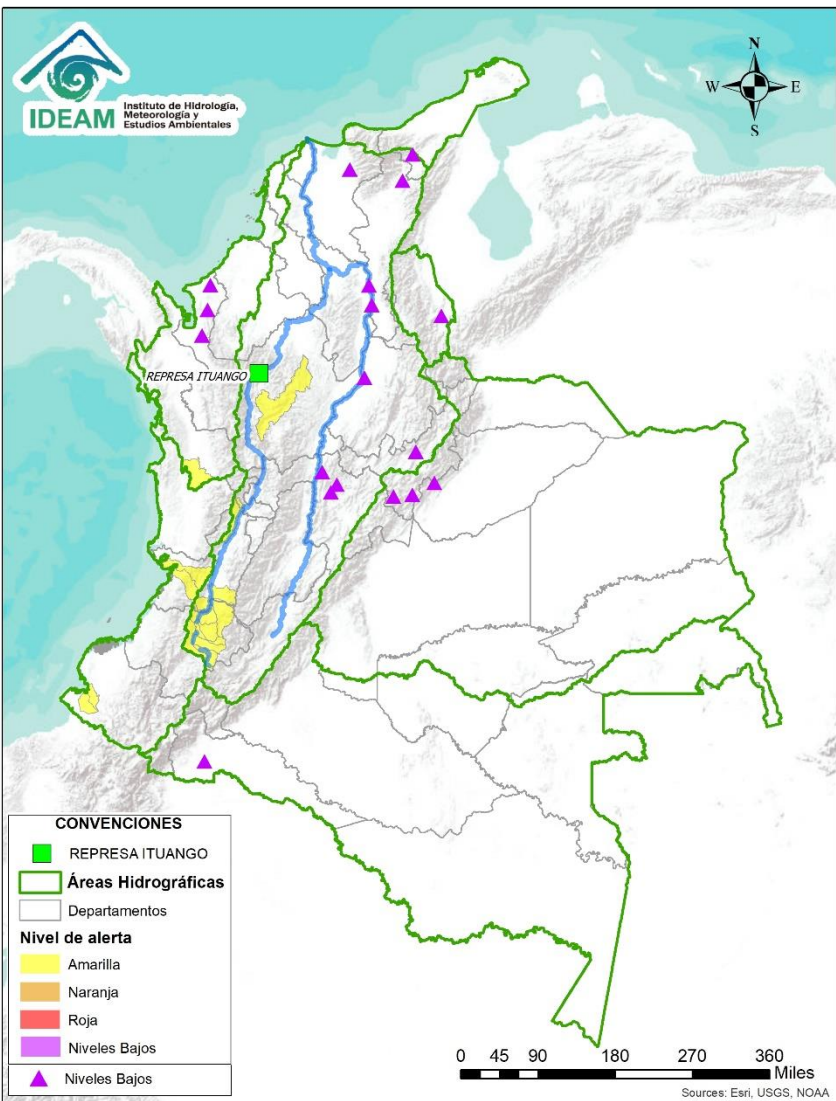 IDEAM
Instituto de Hidrología,
Meteorología y
Estudios Ambientales
N
W
E
S
REPRESA ITUANGO
CONVENCIONES
REPRESA ITUANGO
Áreas Hidrográficas
Departamentos
Nivel de alerta
Amarilla
Naranja
Roja
Niveles Bajos
Niveles Bajos
0 45 90 180 270 360
Miles
Sources: Esri, USGS, NOAA